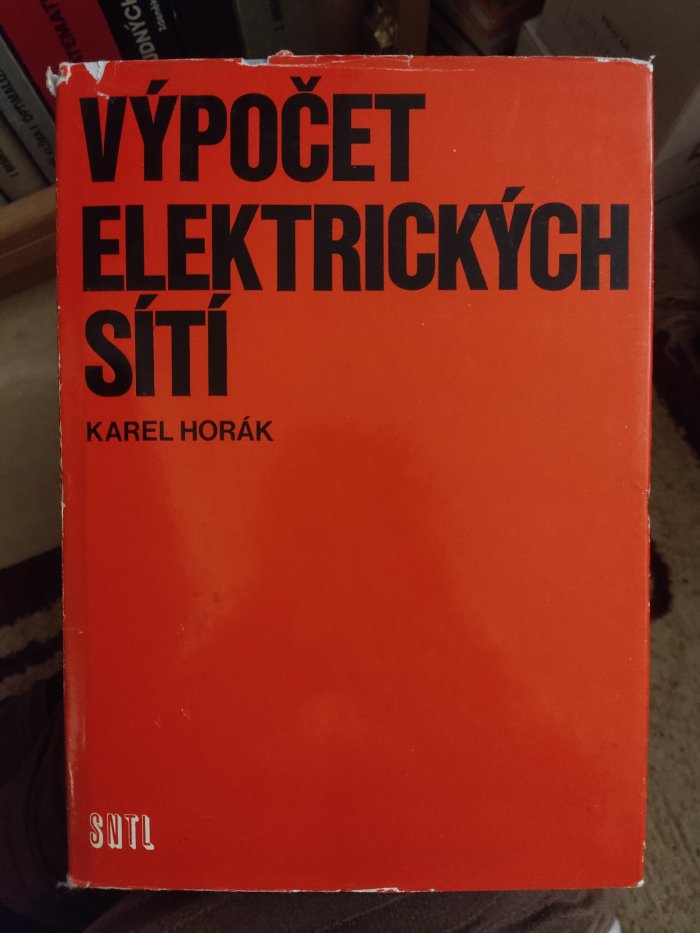 VÝPOČET
ELEKTRICKÝCH
SÍTÍ
KAREL HORÁK
SNTL